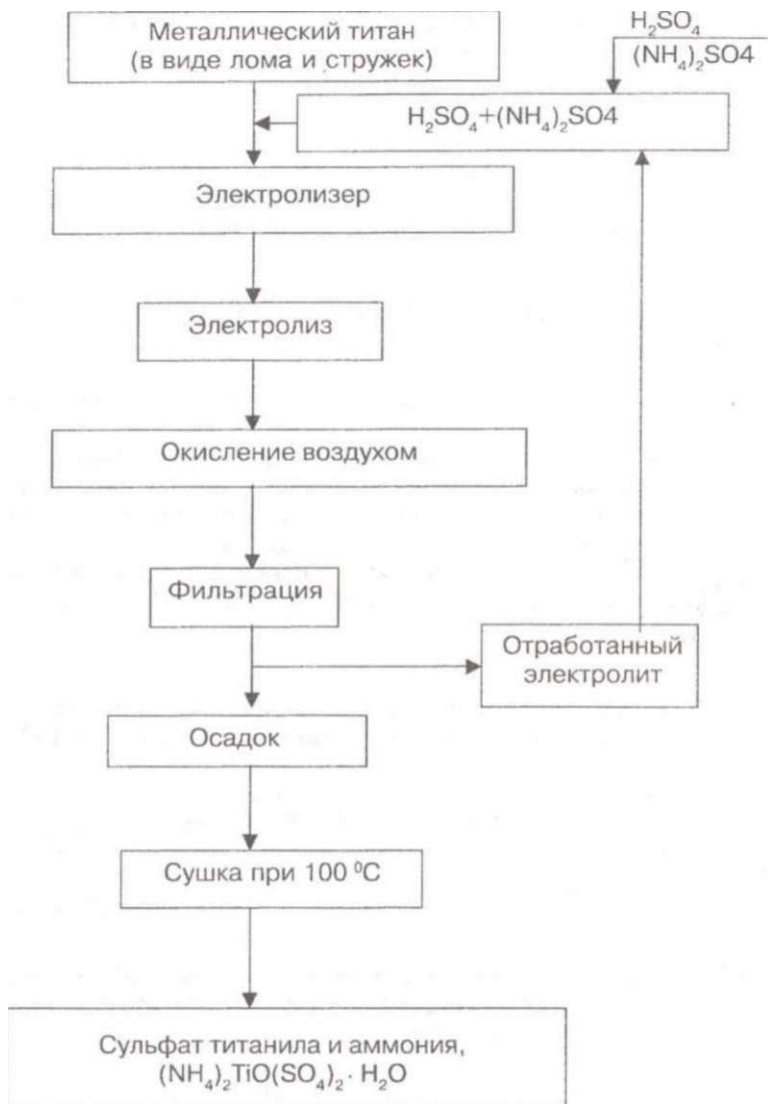 Металлический титан
(в виде лома и стружек)
H₂SO₄
(NH₄)₂SO4
H₂SO₄+(NH₄)₂SO4
Электролизер
Электролиз
Окисление воздухом
Фильтрация
Отработанный
электролит
Осадок
Сушка при 100 ⁰C
Сульфат титанила и аммония,
(NH₄)₂TiO(SO₄)₂ · H₂O